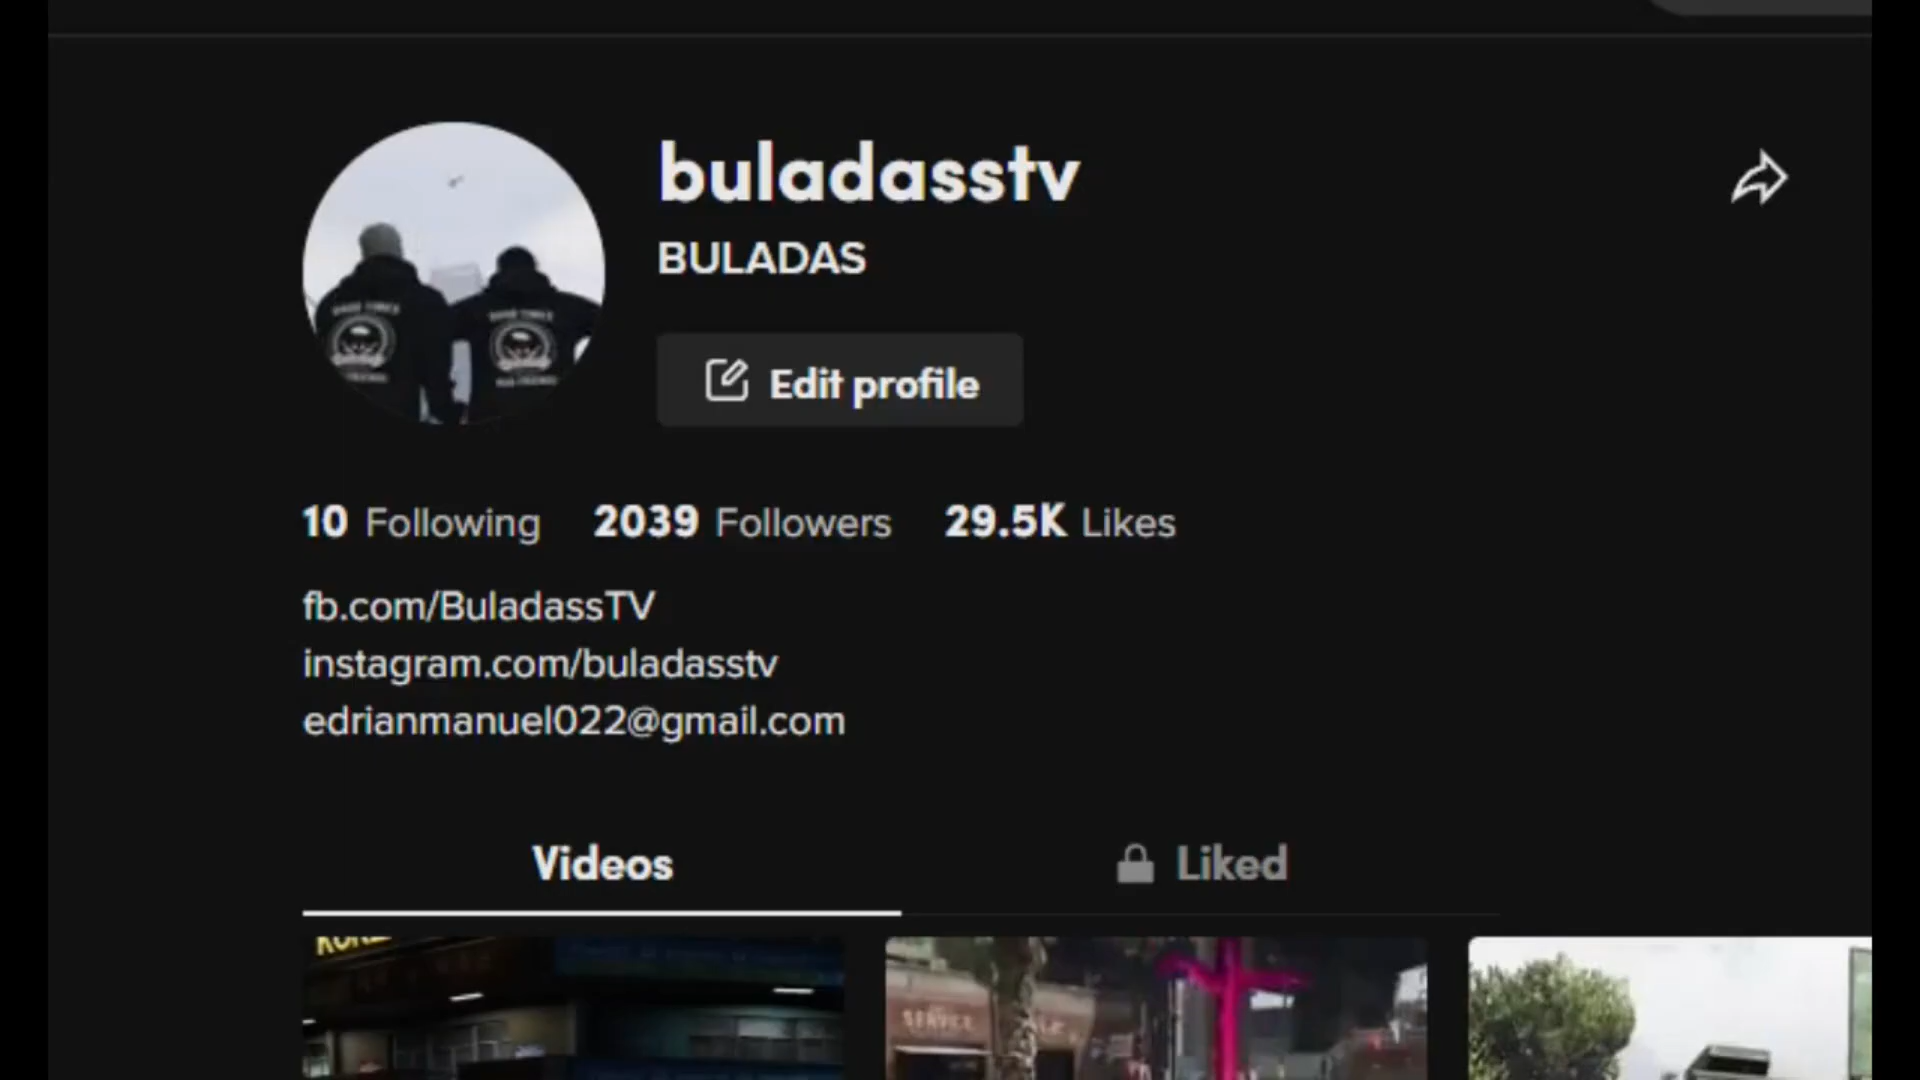 buladasstv
BULADAS
Edit profile
10 Following 2039 Followers 29.5K Likes
fb.com/BuladassTV
instagram.com/buladasstv
edrianmanuel022@gmail.com
Videos Liked
SERVICE